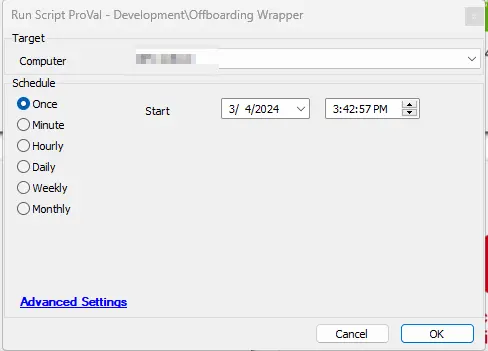 Run Script ProVal - Development\Offboarding Wrapper
Target
Computer
Schedule
Once
Start 3/ 4/2024 3:42:57 PM
Minute
Hourly
Daily
Weekly
Monthly
Advanced Settings
Cancel OK